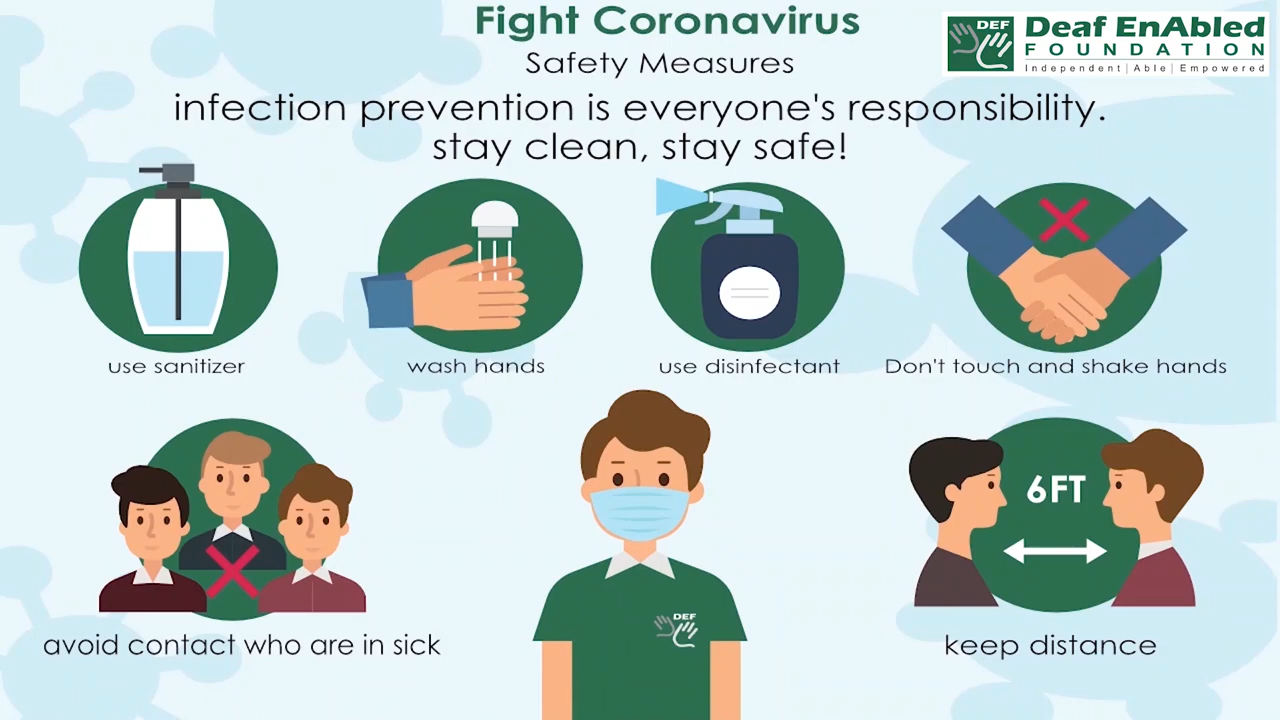 Fight Coronavirus
Safety Measures
infection prevention is everyone's responsibility.
stay clean, stay safe!
DEF
Deaf EnAbled
FOUNDATION
Independent | Able | Empowered
use sanitizer
wash hands
use disinfectant
Don't touch and shake hands
6FT
DEF
avoid contact who are in sick
keep distance